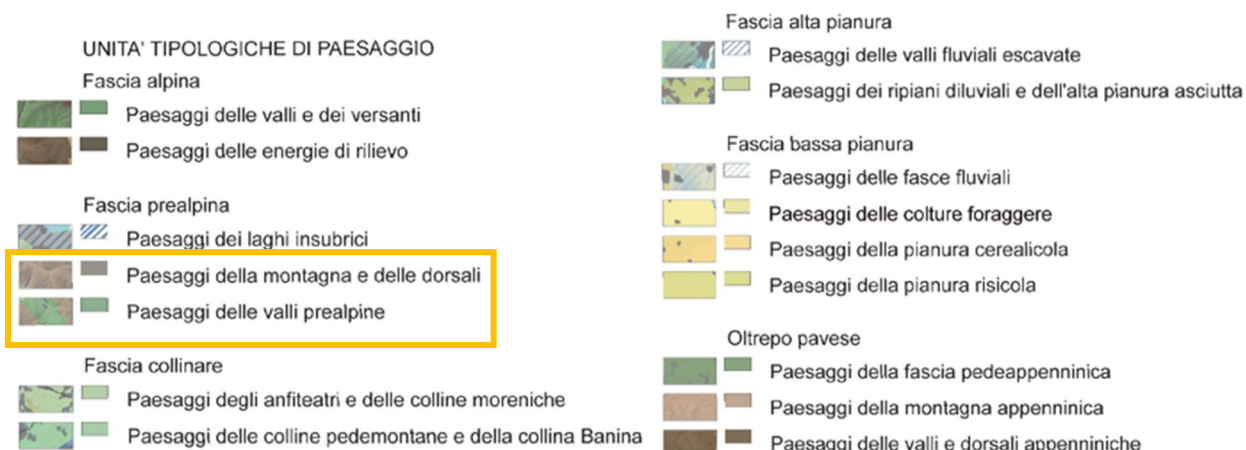 UNITA' TIPOLOGICHE DI PAESAGGIO
Fascia alpina
Paesaggi delle valli e dei versanti
Paesaggi delle energie di rilievo
Fascia prealpina
Paesaggi dei laghi insubrici
Paesaggi della montagna e delle dorsali
Paesaggi delle valli prealpine
Fascia collinare
Paesaggi degli anfiteatri e delle colline moreniche
Paesaggi delle colline pedemontane e della collina Banina
Fascia alta pianura
Paesaggi delle valli fluviali escavate
Paesaggi dei ripiani diluviali e dell'alta pianura asciutta
Fascia bassa pianura
Paesaggi delle fasce fluviali
Paesaggi delle colture foraggere
Paesaggi della pianura cerealicola
Paesaggi della pianura risicola
Oltrepo pavese
Paesaggi della fascia pedeappenninica
Paesaggi della montagna appenninica
Paesaggi delle valli e dorsali appenniniche